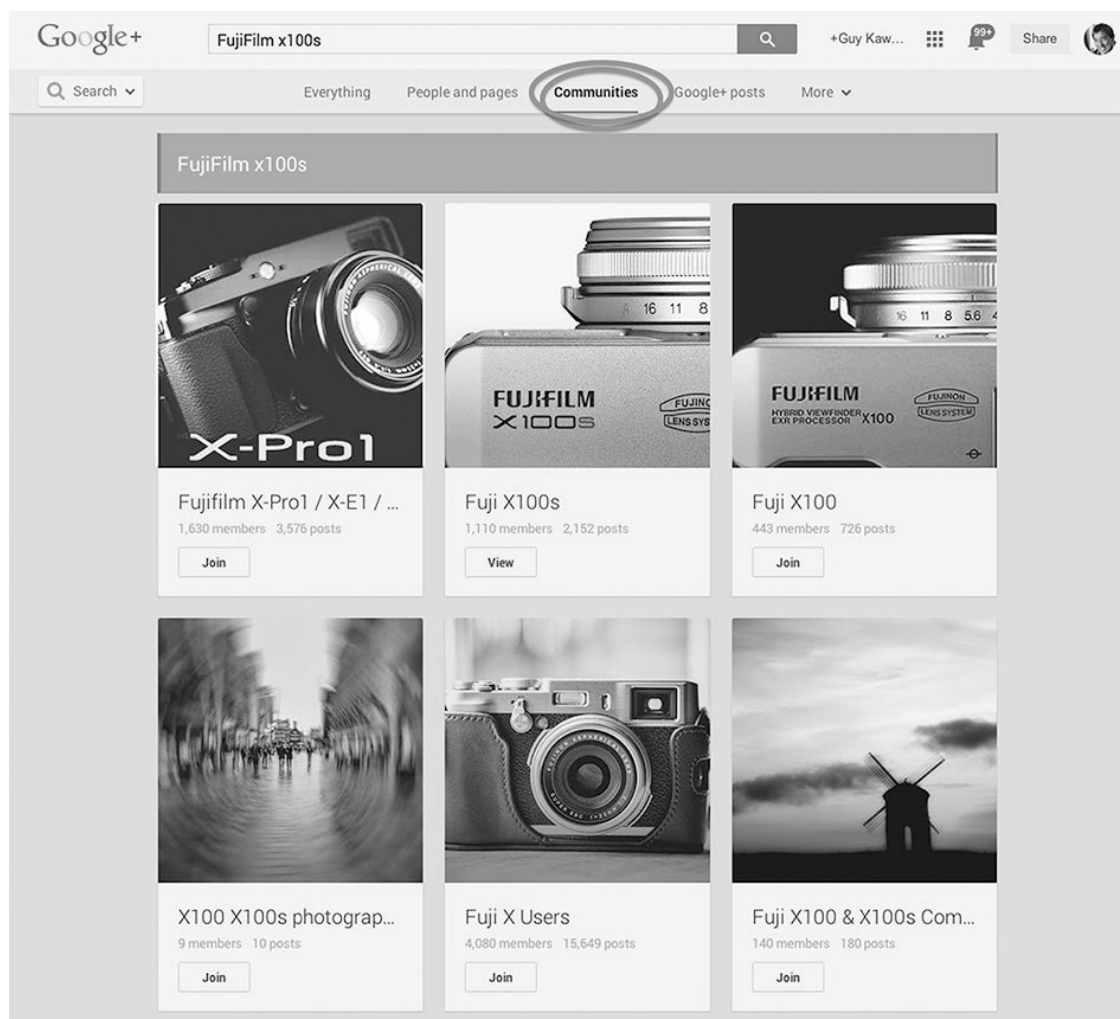 Google+
FujiFilm x100s
+Guy Kaw...
99+
Share
Search
Everything
People and pages
Communities
Google+ posts
More
FujiFilm x100s
X-Pro1
A 16 11 8
FUJIFILM
X100S
FUJINO
LENS SYS
16 11 8 5.6 4
FUJIFILM
HYBRID VIEWFINDER
EXR PROCESSOR X100
FUJINON
LENS SYSTEM
Fujifilm X-Pro1 / X-E1 / ...
1,630 members 3,576 posts
Join
Fuji X100s
1,110 members 2,152 posts
View
Fuji X100
443 members 726 posts
Join
X100 X100s photograp...
9 members 10 posts
Join
Fuji X Users
4,080 members 15,649 posts
Join
Fuji X100 & X100s Com...
140 members 180 posts
Join